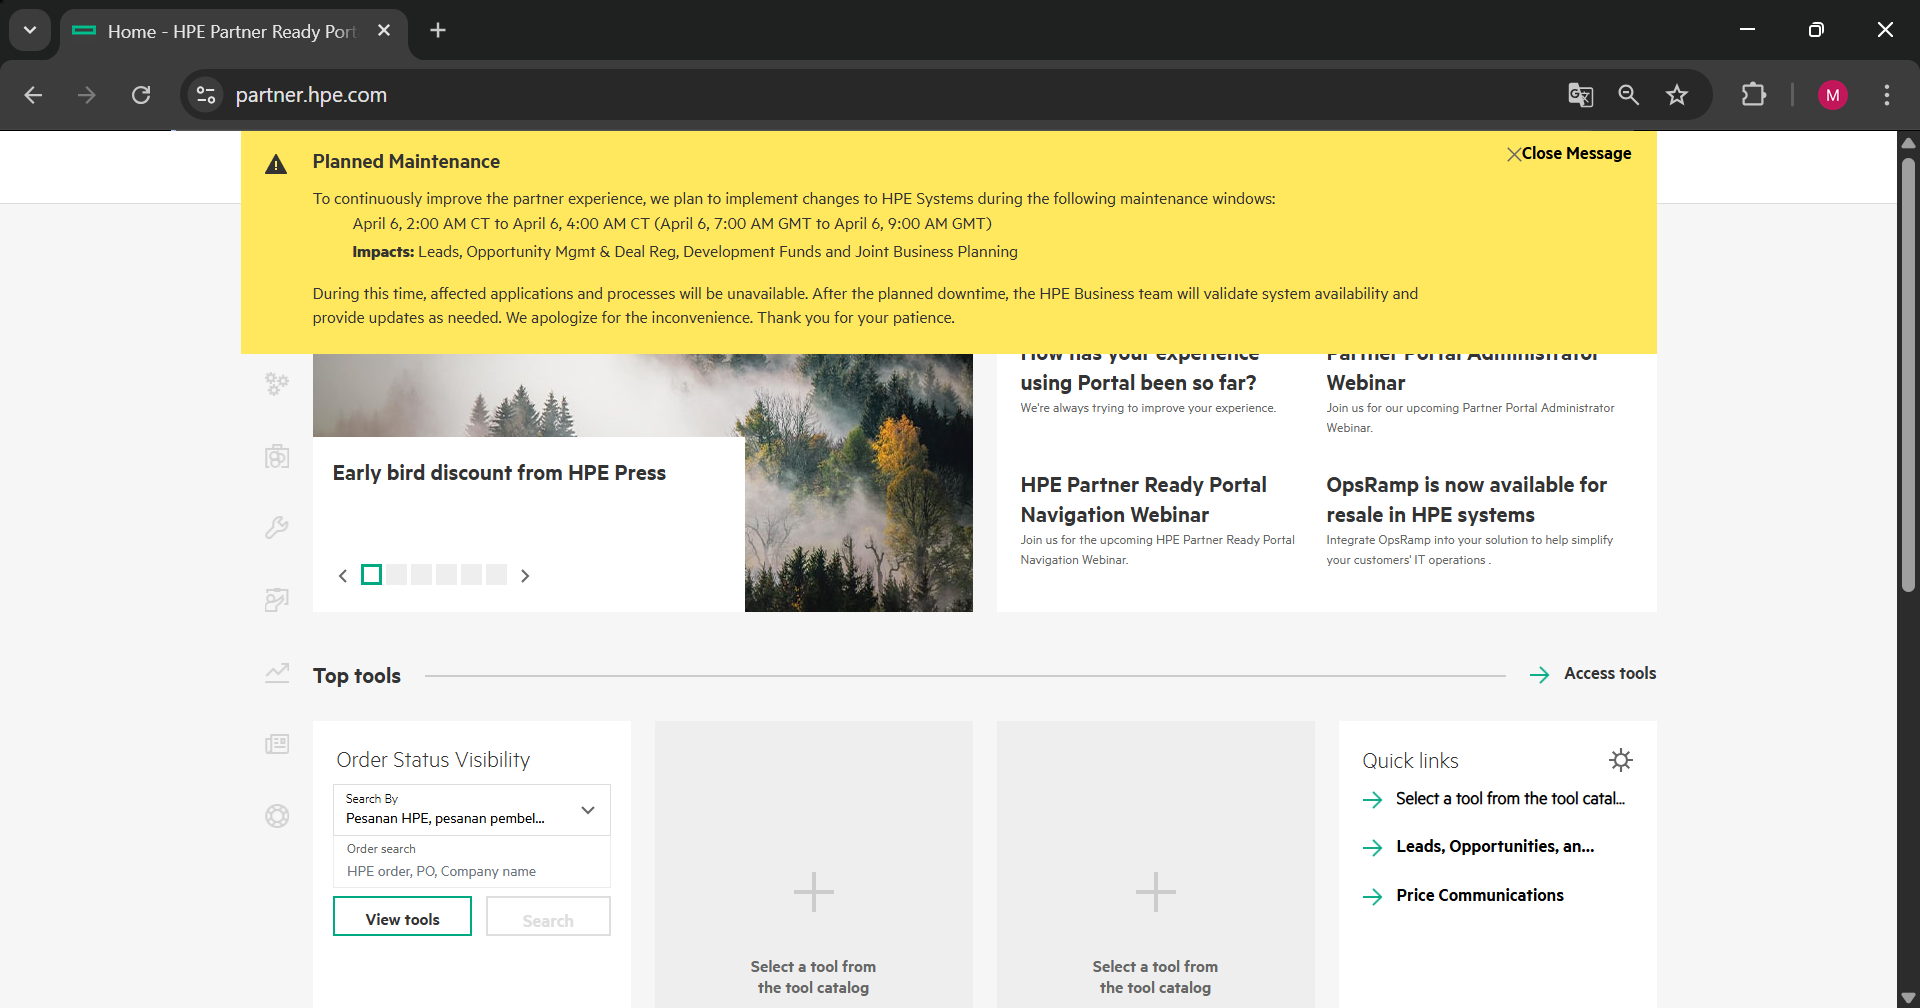 Home - HPE Partner Ready Port
partner.hpe.com
M
Planned Maintenance
Close Message
To continuously improve the partner experience, we plan to implement changes to HPE Systems during the following maintenance windows:
April 6, 2:00 AM CT to April 6, 4:00 AM CT (April 6, 7:00 AM GMT to April 6, 9:00 AM GMT)
Impacts: Leads, Opportunity Mgmt & Deal Reg, Development Funds and Joint Business Planning
During this time, affected applications and processes will be unavailable. After the planned downtime, the HPE Business team will validate system availability and
provide updates as needed. We apologize for the inconvenience. Thank you for your patience.
Early bird discount from HPE Press
How has your experience
using Portal been so far?
We're always trying to improve your experience.
Partner Portal Administrator
Webinar
Join us for our upcoming Partner Portal Administrator
Webinar.
HPE Partner Ready Portal
Navigation Webinar
Join us for the upcoming HPE Partner Ready Portal
Navigation Webinar.
OpsRamp is now available for
resale in HPE systems
Integrate OpsRamp into your solution to help simplify
your customers' IT operations .
Top tools
Access tools
Order Status Visibility
Search By
Pesanan HPE, pesanan pembel...
Order search
HPE order, PO, Company name
View tools
Search
Select a tool from
the tool catalog
Select a tool from
the tool catalog
Quick links
Select a tool from the tool catal...
Leads, Opportunities, an...
Price Communications